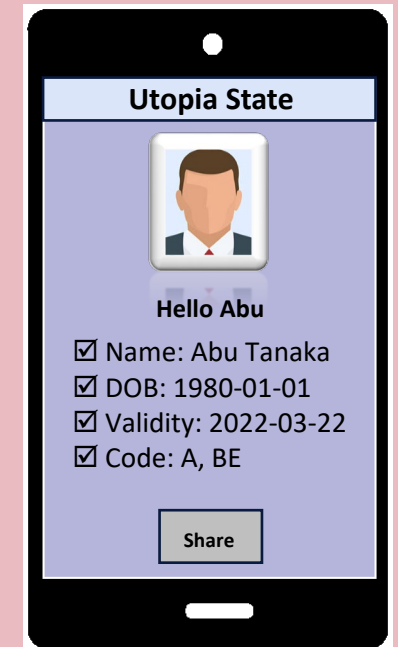 Utopia State
Hello Abu
☑ Name: Abu Tanaka
☑ DOB: 1980-01-01
☑ Validity: 2022-03-22
☑ Code: A, BE
Share